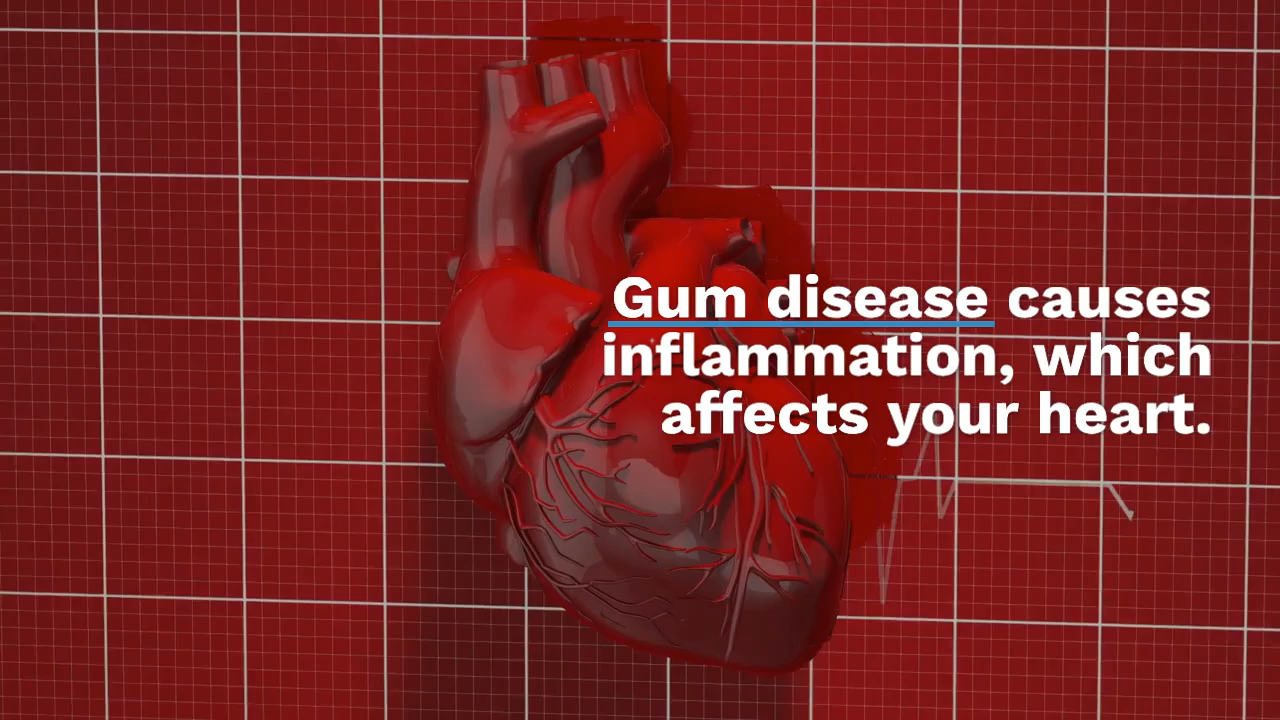 Gum disease causes
inflammation, which
affects your heart.